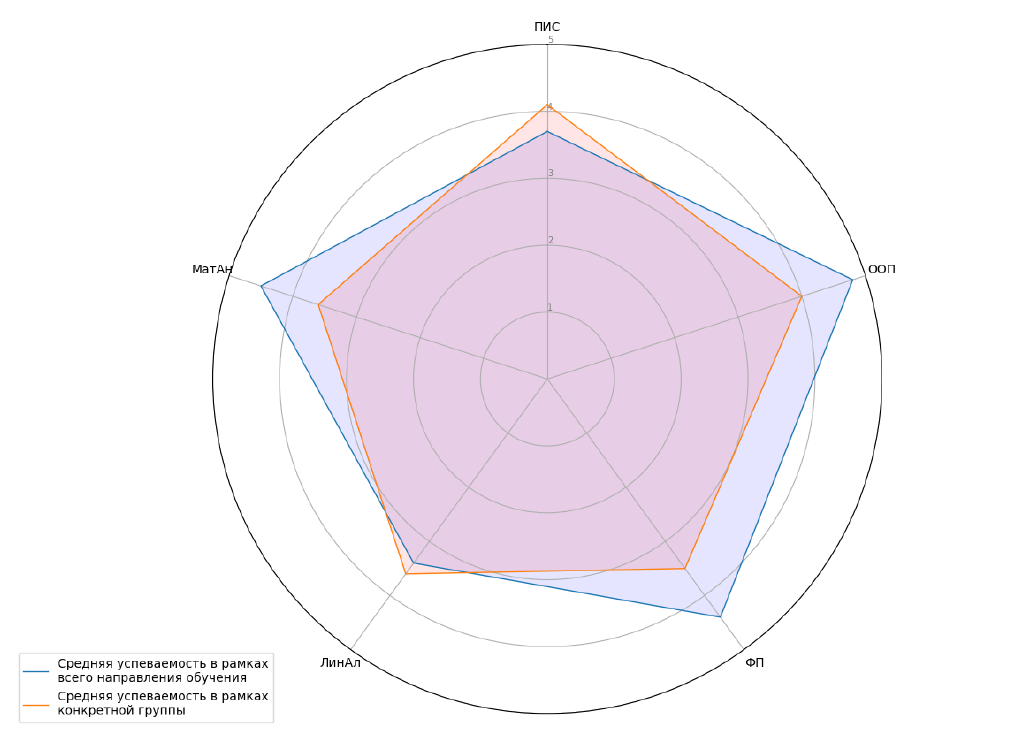 ПИС
5
4
3
2
1
МатАн
ООП
ЛинАл
ФП
Средняя успеваемость в рамках
всего направления обучения
Средняя успеваемость в рамках
конкретной группы